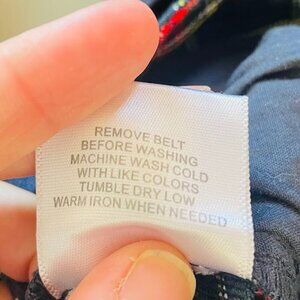 REMOVE BELT
BEFORE WASHING
MACHINE WASH COLD
WITH LIKE COLORS
TUMBLE DRY LOW
WARM IRON WHEN NEEDED